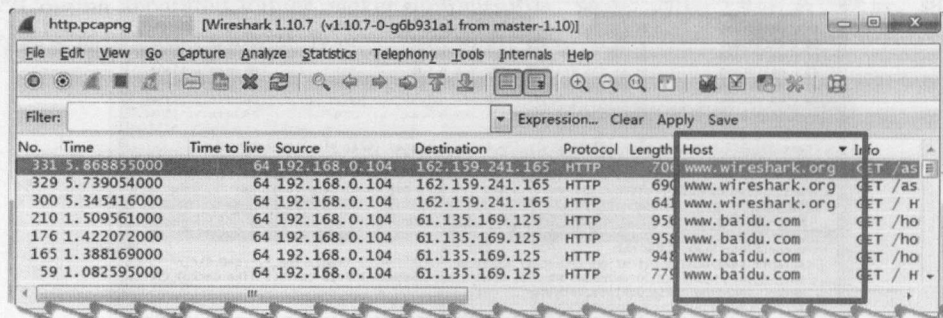 http.pcapng [Wireshark 1.10.7 (v1.10.7-0-g6b931a1 from master-1.10)]
File Edit View Go Capture Analyze Statistics Telephony Tools Internals Help
Filter: Expression... Clear Apply Save
No. Time Time to live Source Destination Protocol Length Host Info
331 5.868855000 64 192.168.0.104 162.159.241.165 HTTP 706 www.wireshark.org GET /as
329 5.739054000 64 192.168.0.104 162.159.241.165 HTTP 690 www.wireshark.org GET /as
300 5.345416000 64 192.168.0.104 162.159.241.165 HTTP 641 www.wireshark.org GET / H
210 1.509561000 64 192.168.0.104 61.135.169.125 HTTP 956 www.baidu.com GET /ho
176 1.422072000 64 192.168.0.104 61.135.169.125 HTTP 958 www.baidu.com GET /ho
165 1.388169000 64 192.168.0.104 61.135.169.125 HTTP 948 www.baidu.com GET /ho
59 1.082595000 64 192.168.0.104 61.135.169.125 HTTP 779 www.baidu.com GET / H